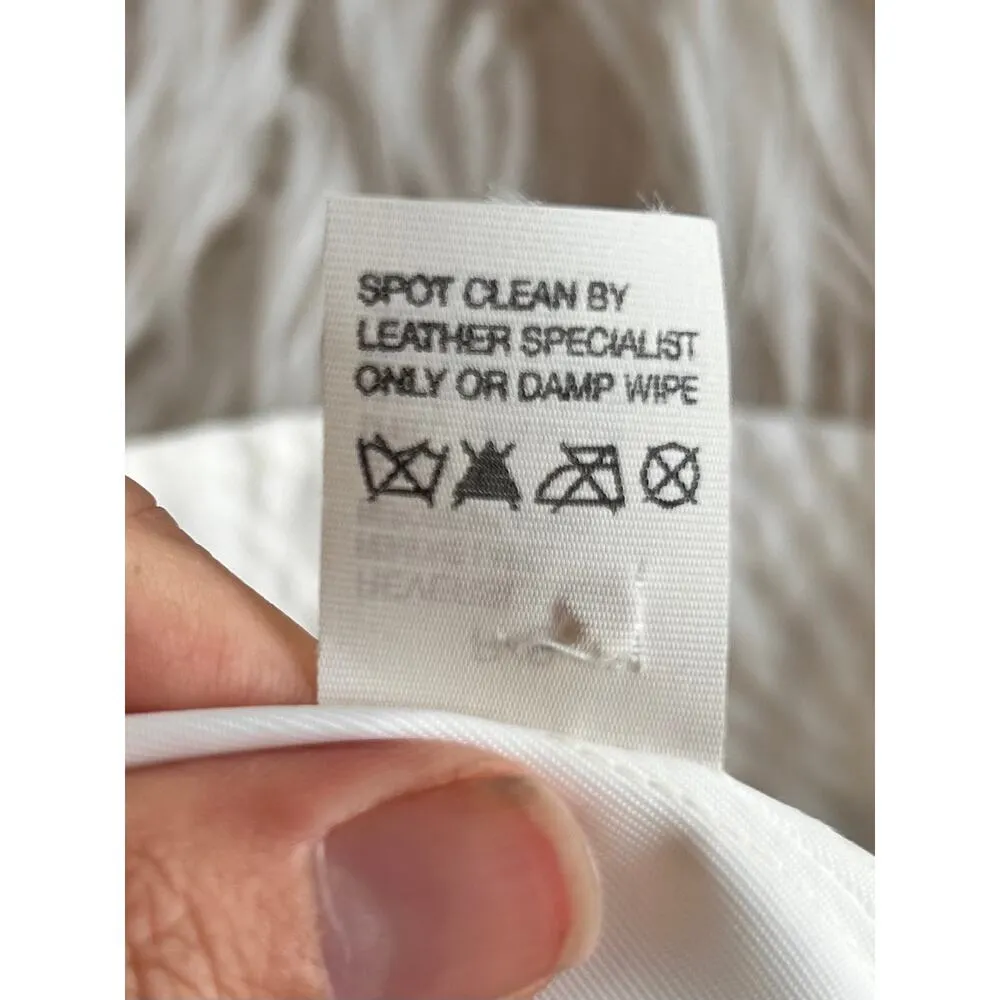 SPOT CLEAN BY
LEATHER SPECIALIST
ONLY OR DAMP WIPE